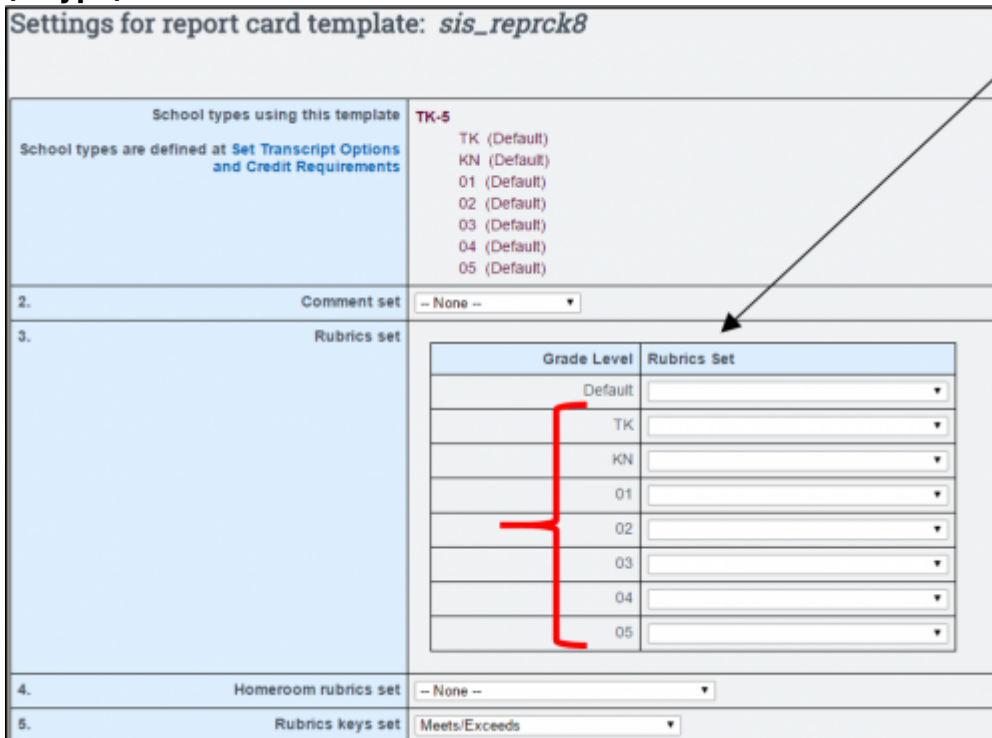 Settings for report card template: sis_reprck8
School types using this template
School types are defined at Set Transcript Options
and Credit Requirements
TK-5
TK (Default)
KN (Default)
01 (Default)
02 (Default)
03 (Default)
04 (Default)
05 (Default)
2. Comment set -- None --
3. Rubrics set
Grade Level Rubrics Set
Default
TK
KN
01
02
03
04
05
4. Homeroom rubrics set -- None --
5. Rubrics keys set Meets/Exceeds